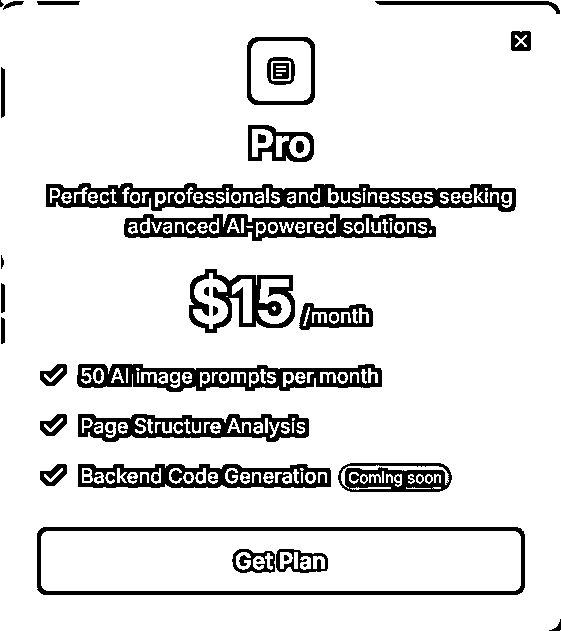 Pro
Perfect for professionals and businesses seeking
advanced AI-powered solutions.
$15 /month
50 AI image prompts per month
Page Structure Analysis
Backend Code Generation Coming soon
Get Plan